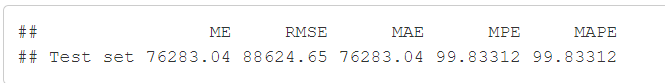 ## ME RMSE MAE MPE MAPE
## Test set 76283.04 88624.65 76283.04 99.83312 99.83312